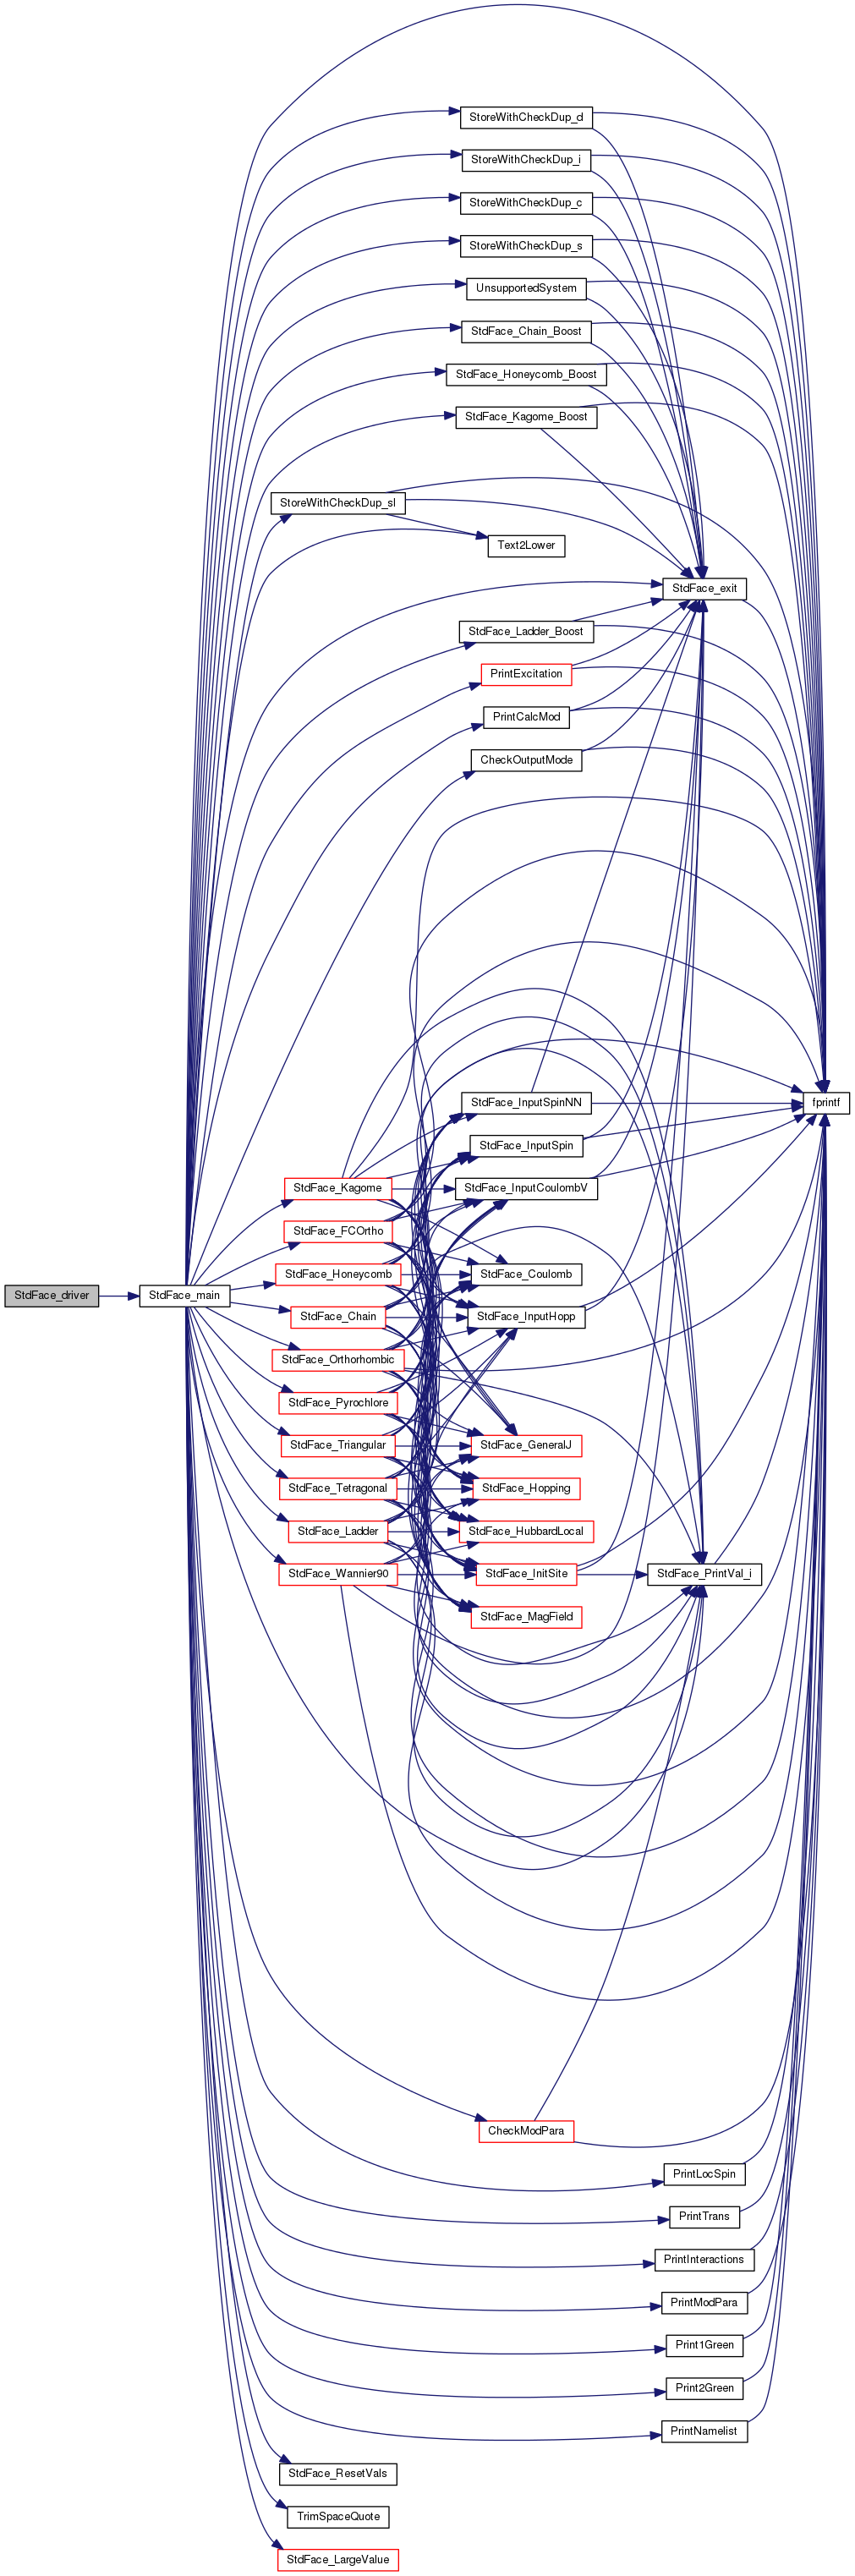 StoreWithCheckDup_d
StoreWithCheckDup_i
StoreWithCheckDup_c
StoreWithCheckDup_s
UnsupportedSystem
StdFace_Chain_Boost
StdFace_Honeycomb_Boost
StdFace_Kagome_Boost
StoreWithCheckDup_sl
Text2Lower
StdFace_exit
StdFace_Ladder_Boost
PrintExcitation
PrintCalcMod
CheckOutputMode
StdFace_InputSpinNN
fprintf
StdFace_InputSpin
StdFace_Kagome
StdFace_InputCoulombV
StdFace_FCOrtho
StdFace_Honeycomb
StdFace_Coulomb
StdFace_driver
StdFace_main
StdFace_Chain
StdFace_InputHopp
StdFace_Orthorhombic
StdFace_Pyrochlore
StdFace_Triangular
StdFace_GeneralJ
StdFace_Tetragonal
StdFace_Hopping
StdFace_Ladder
StdFace_HubbardLocal
StdFace_Wannier90
StdFace_InitSite
StdFace_PrintVal_i
StdFace_MagField
CheckModPara
PrintLocSpin
PrintTrans
PrintInteractions
PrintModPara
Print1Green
Print2Green
PrintNamelist
StdFace_ResetVals
TrimSpaceQuote
StdFace_LargeValue